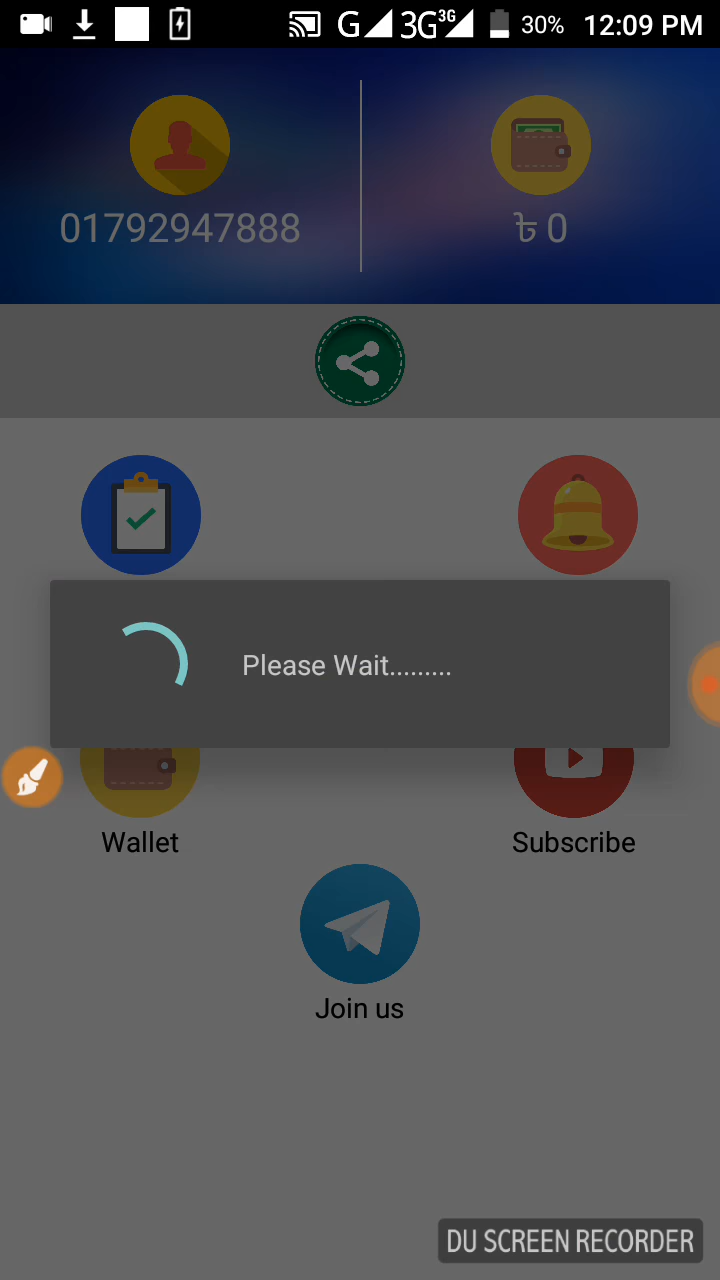 G 3G 3G 30% 12:09 PM
01792947888
৳ 0
Please Wait.........
Wallet
Subscribe
Join us
DU SCREEN RECORDER